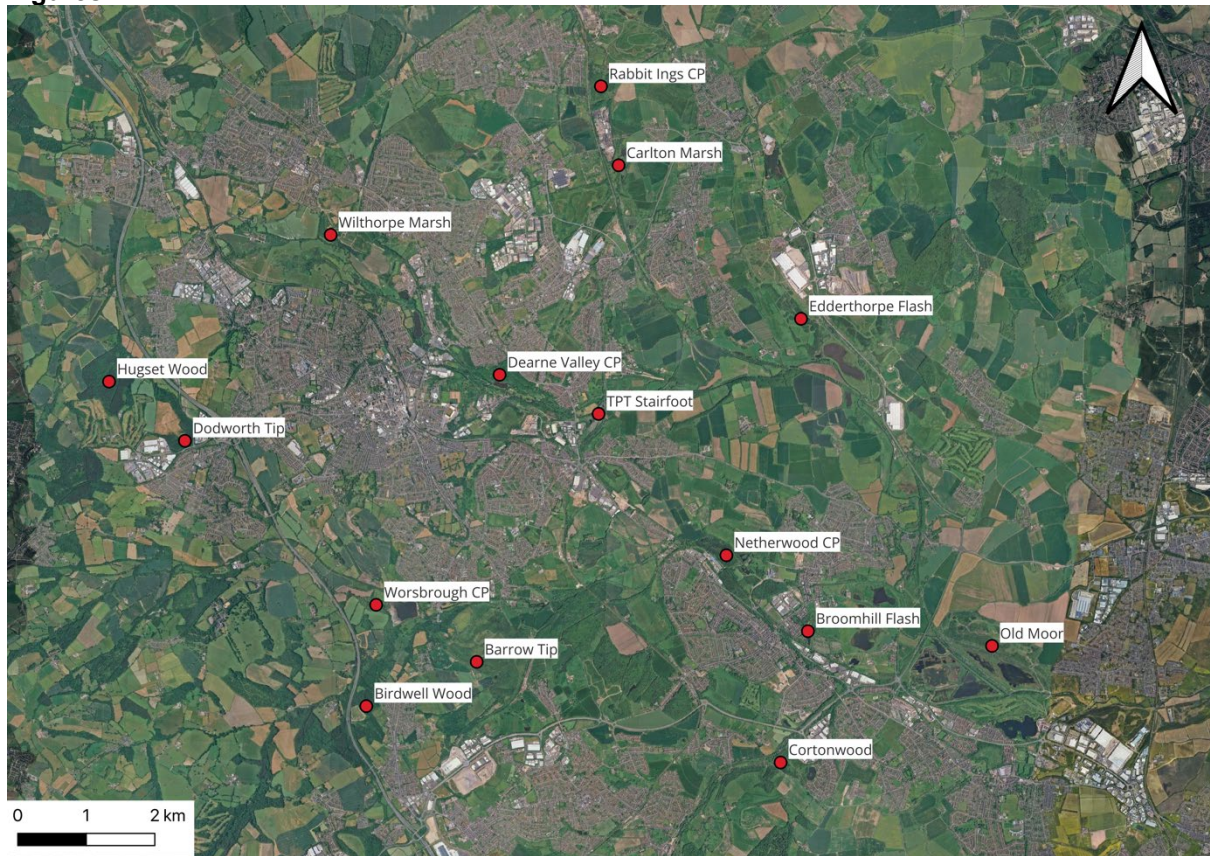 Rabbit Ings CP
Carlton Marsh
Wilthorpe Marsh
Edderthorpe Flash
Hugset Wood
Dearne Valley CP
TPT Stairfoot
Dodworth Tip
Netherwood CP
Worsbrough CP
Broomhill Flash
Old Moor
Barrow Tip
Birdwell Wood
Cortonwood
0 1 2 km